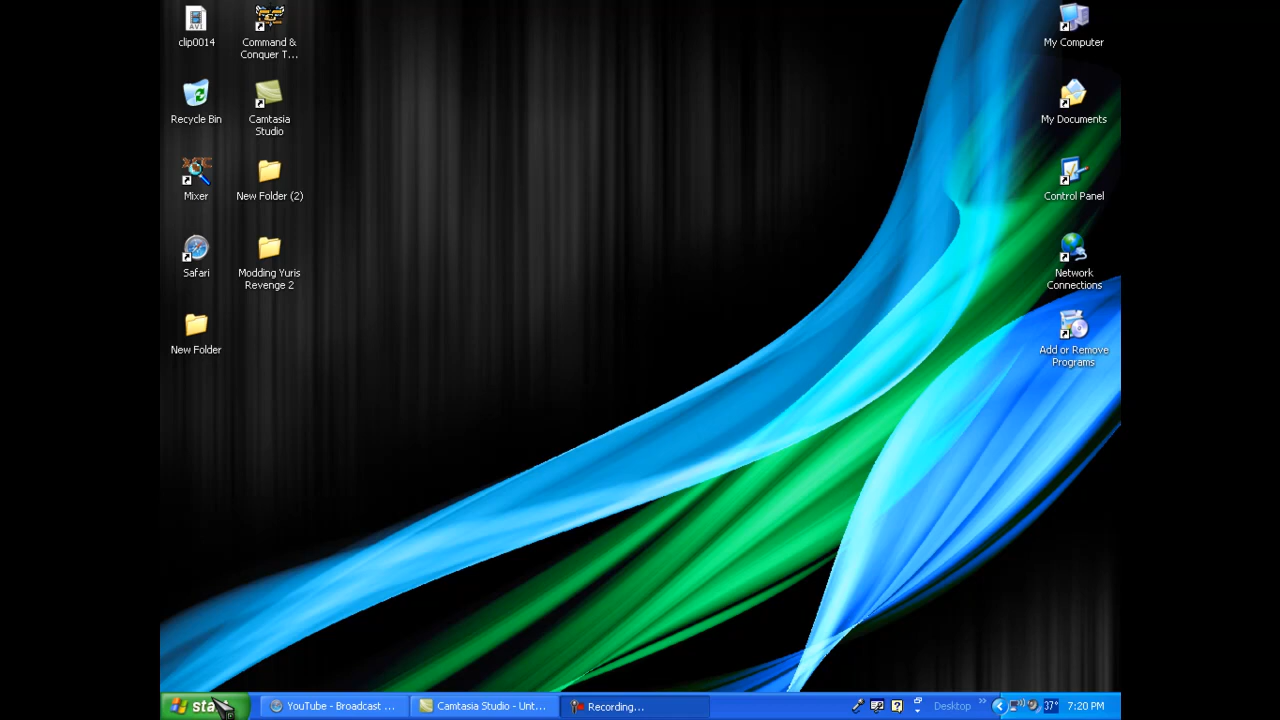 clip0014
Command &
Conquer T...
My Computer
Recycle Bin
Camtasia
Studio
My Documents
Mixer
New Folder (2)
Control Panel
Safari
Modding Yuris
Revenge 2
Network
Connections
New Folder
Add or Remove
Programs
sta
YouTube - Broadcast ...
Camtasia Studio - Unt...
Recording...
Desktop
37°
7:20 PM